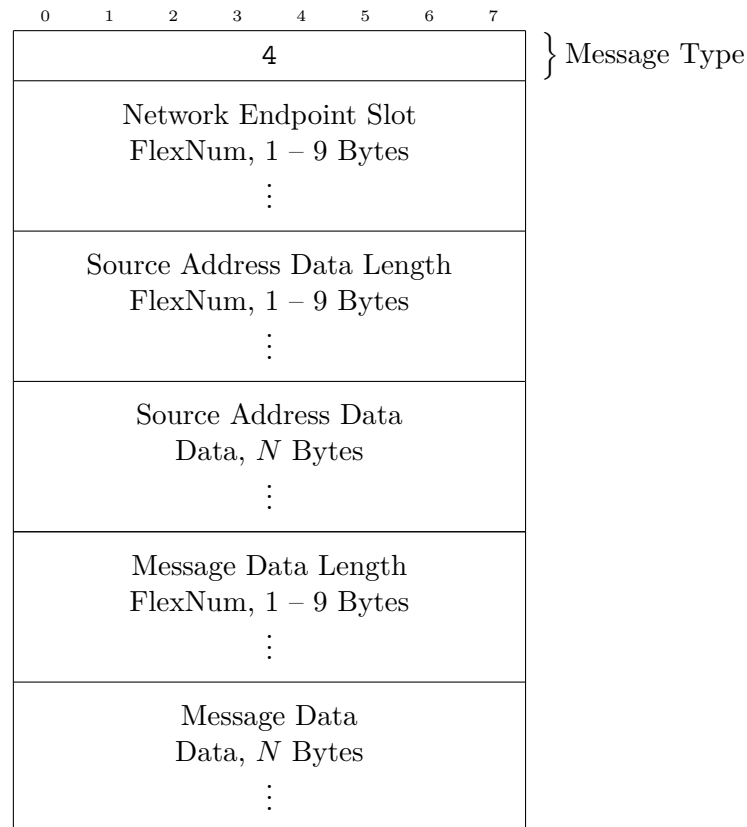 0 1 2 3 4 5 6 7
4
Message Type
Network Endpoint Slot
FlexNum, 1 – 9 Bytes
⋮
Source Address Data Length
FlexNum, 1 – 9 Bytes
⋮
Source Address Data
Data, N Bytes
⋮
Message Data Length
FlexNum, 1 – 9 Bytes
⋮
Message Data
Data, N Bytes
⋮